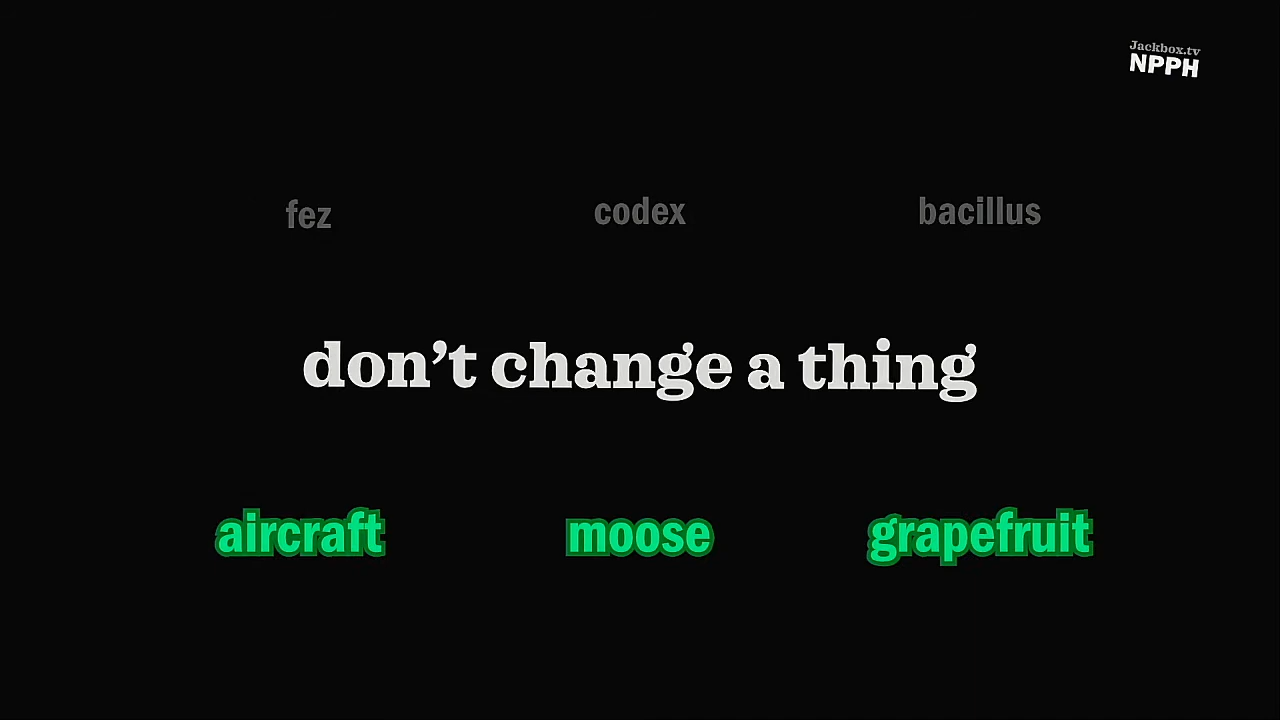 Jackbox.tv
NPPH
fez codex bacillus
don't change a thing
aircraft moose grapefruit